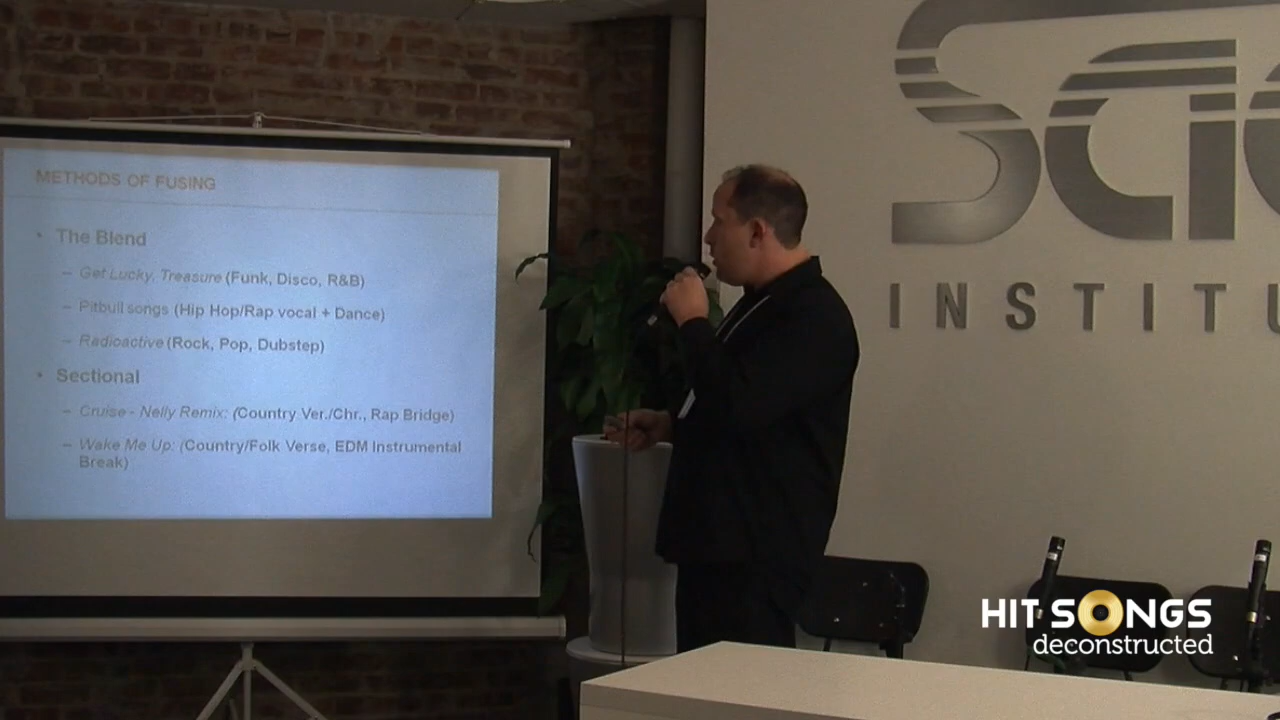 METHODS OF FUSING
• The Blend
– Get Lucky, Treasure (Funk, Disco, R&B)
– Pitbull songs (Hip Hop/Rap vocal + Dance)
– Radioactive (Rock, Pop, Dubstep)
• Sectional
– Cruise - Nelly Remix: (Country Ver./Chr., Rap Bridge)
– Wake Me Up: (Country/Folk Verse, EDM Instrumental
Break)
INSTITU
HIT SONGS
deconstructed